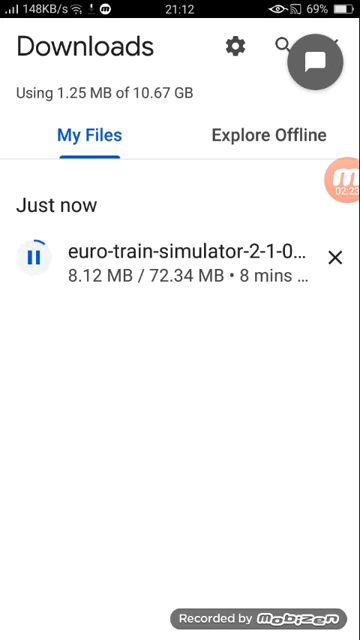 148KB/s 21:12 69%
Downloads
Using 1.25 MB of 10.67 GB
My Files Explore Offline
02:23
Just now
euro-train-simulator-2-1-0...
8.12 MB / 72.34 MB • 8 mins ...
Recorded by mobizen